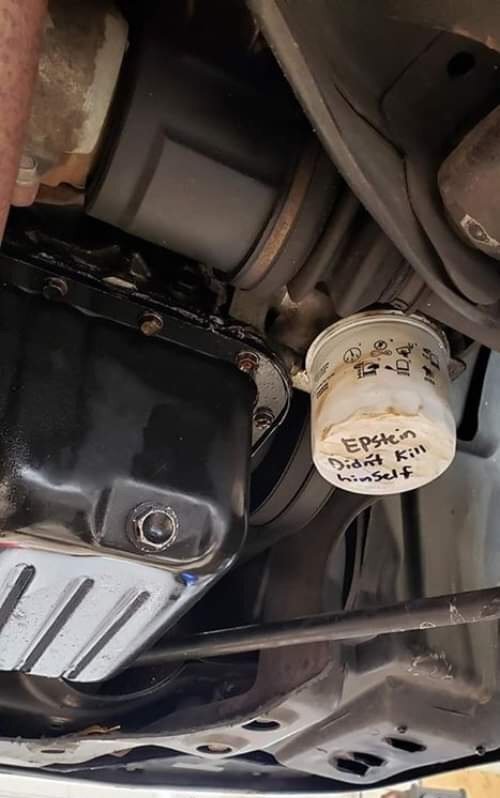 Epstein
Didn't Kill
himself